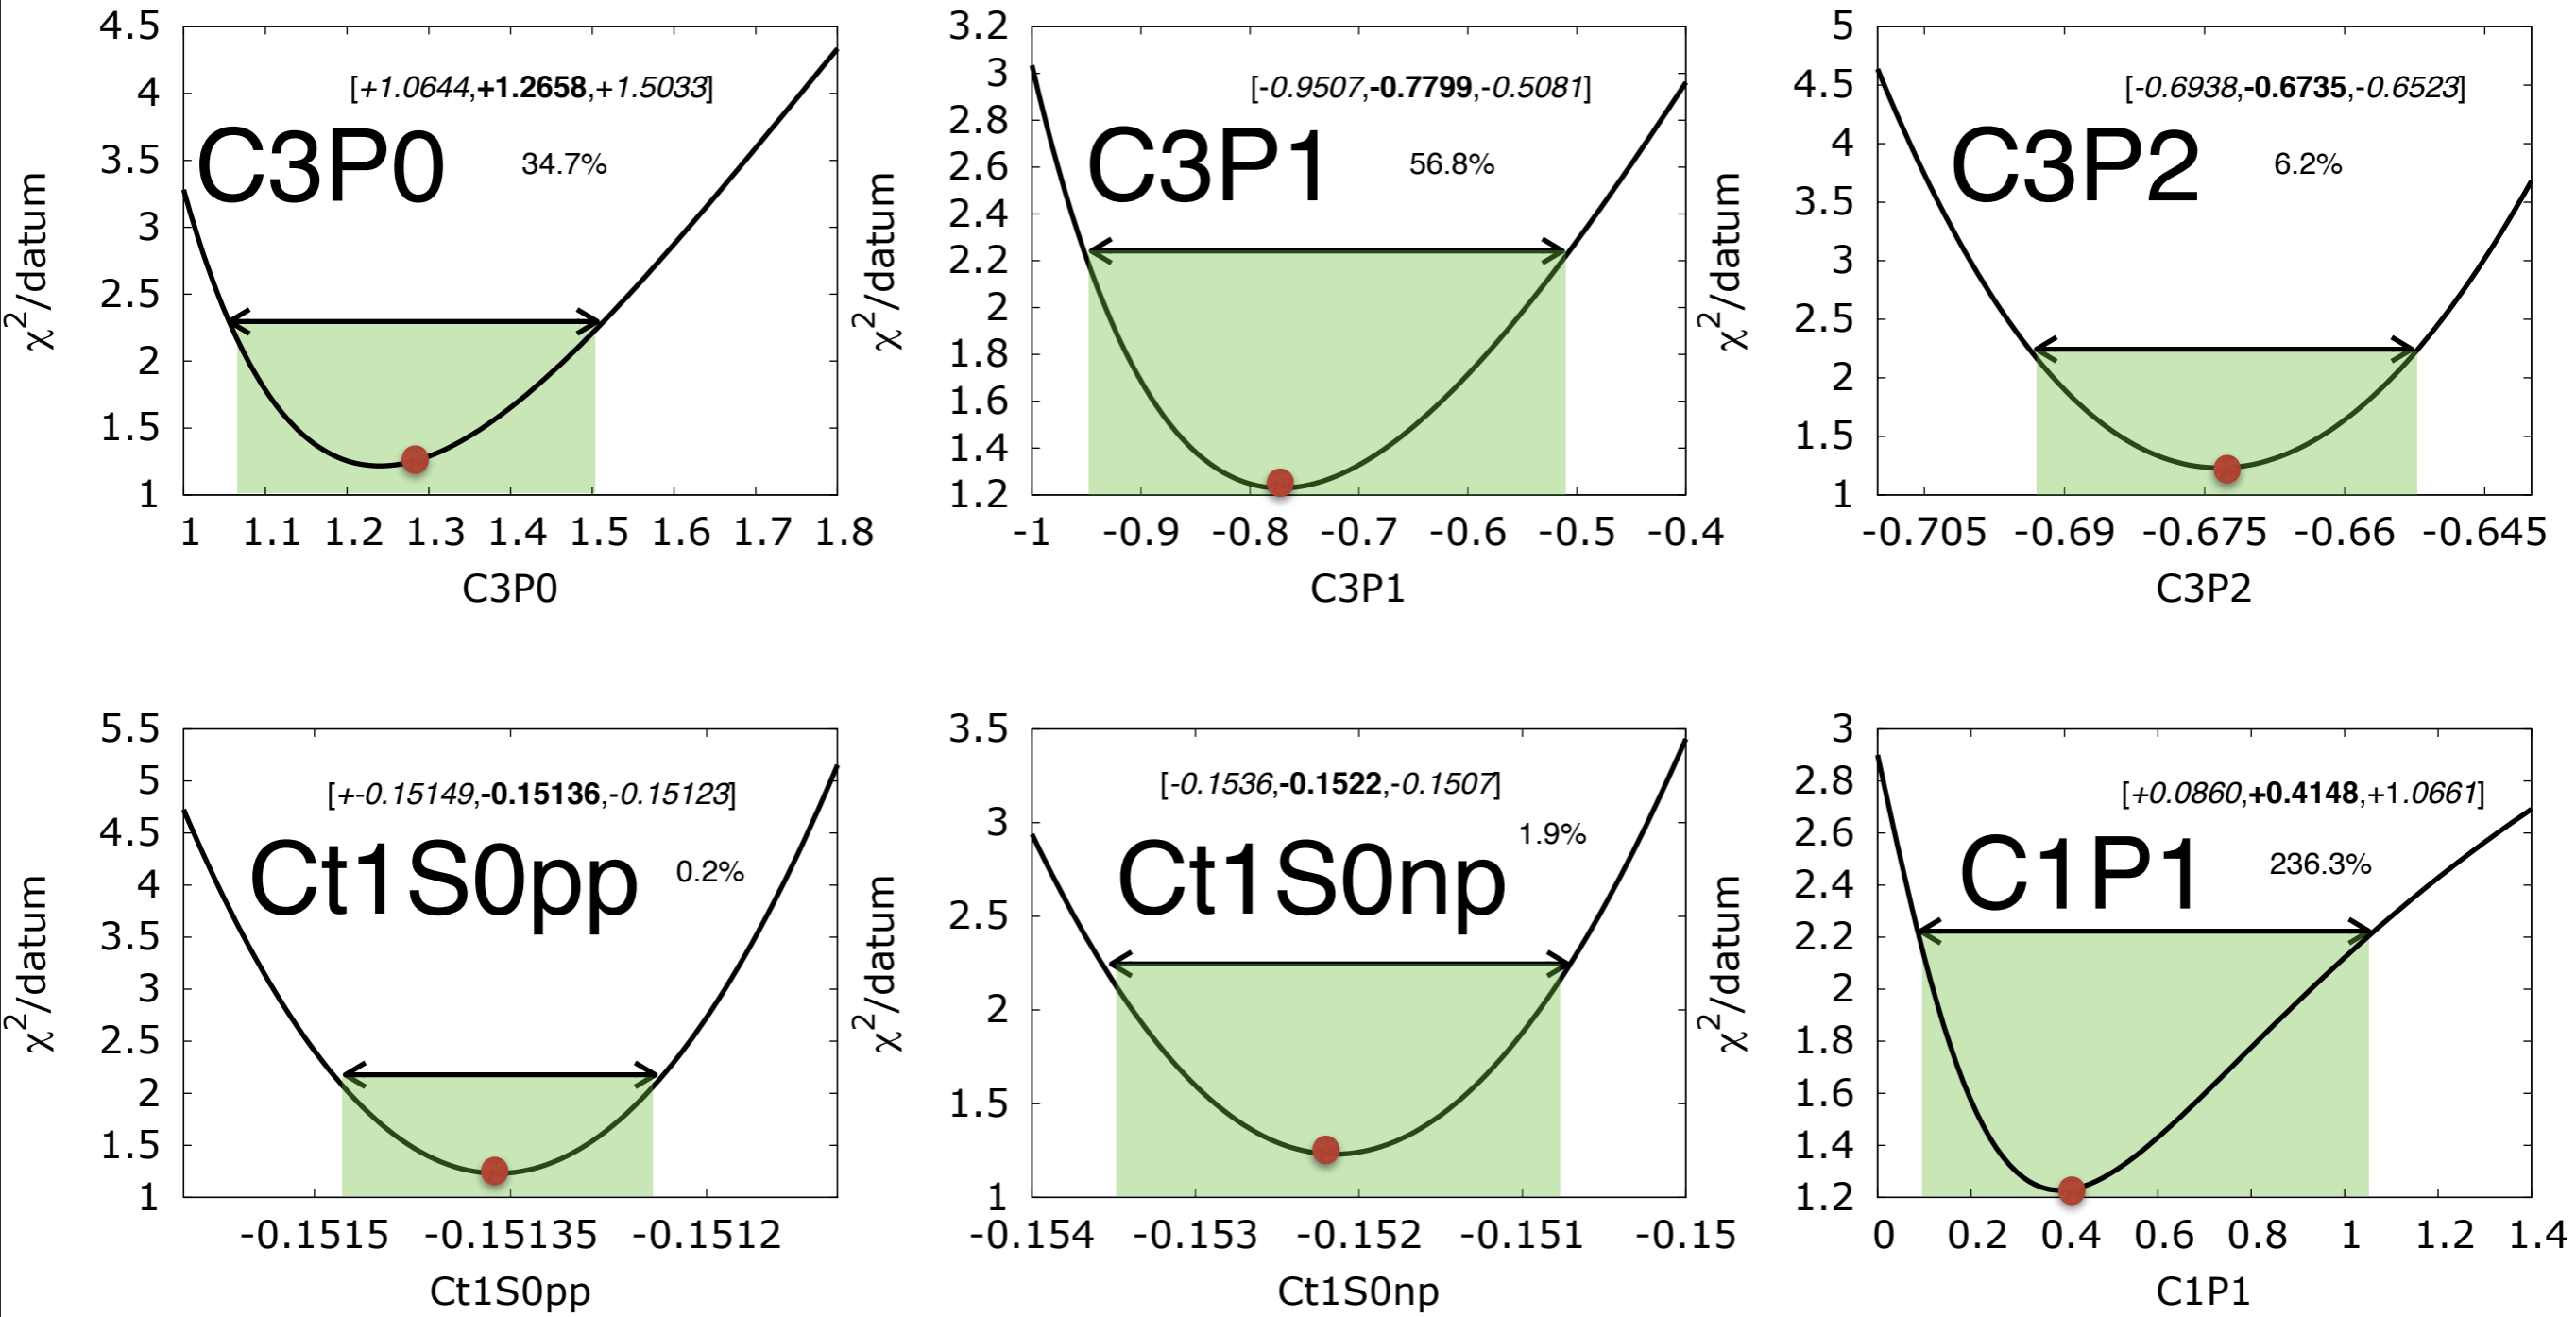 4.5
4
3.5
3
2.5
2
1.5
1
χ²/datum
[+1.0644,+1.2658,+1.5033]
C3P0 34.7%
1 1.1 1.2 1.3 1.4 1.5 1.6 1.7 1.8
C3P0
3.2
3
2.8
2.6
2.4
2.2
2
1.8
1.6
1.4
1.2
χ²/datum
[-0.9507,-0.7799,-0.5081]
C3P1 56.8%
-1 -0.9 -0.8 -0.7 -0.6 -0.5 -0.4
C3P1
5
4.5
4
3.5
3
2.5
2
1.5
1
χ²/datum
[-0.6938,-0.6735,-0.6523]
C3P2 6.2%
-0.705 -0.69 -0.675 -0.66 -0.645
C3P2
5.5
5
4.5
4
3.5
3
2.5
2
1.5
1
χ²/datum
[+-0.15149,-0.15136,-0.15123]
Ct1S0pp 0.2%
-0.1515 -0.15135 -0.1512
Ct1S0pp
3.5
3
2.5
2
1.5
1
χ²/datum
[-0.1536,-0.1522,-0.1507]
Ct1S0np 1.9%
-0.154 -0.153 -0.152 -0.151 -0.15
Ct1S0np
3
2.8
2.6
2.4
2.2
2
1.8
1.6
1.4
1.2
χ²/datum
[+0.0860,+0.4148,+1.0661]
C1P1 236.3%
0 0.2 0.4 0.6 0.8 1 1.2 1.4
C1P1